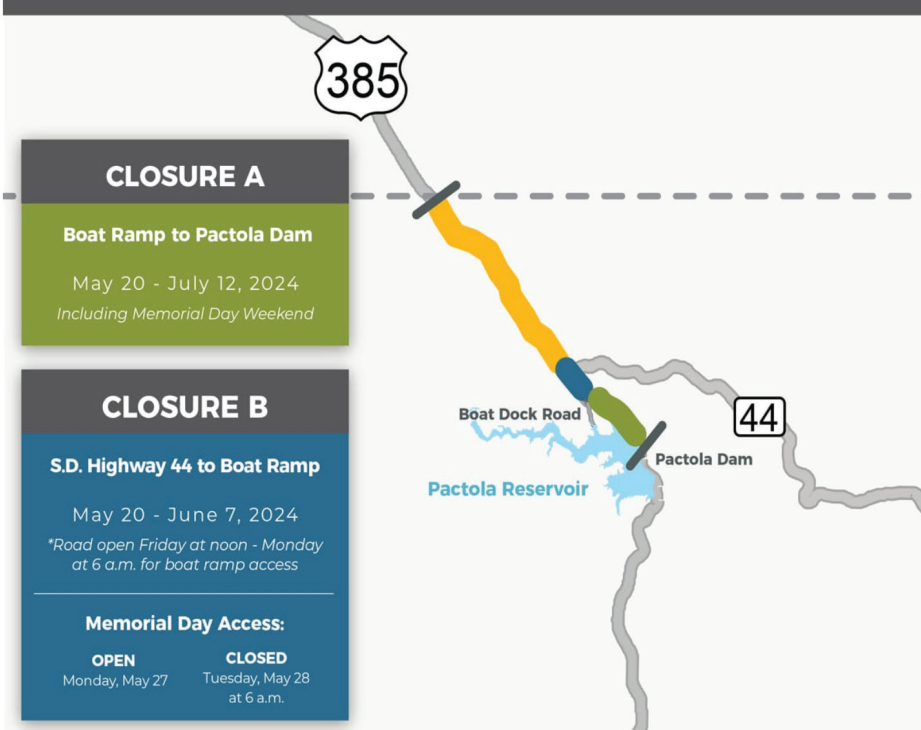 385
CLOSURE A
Boat Ramp to Pactola Dam
May 20 - July 12, 2024
Including Memorial Day Weekend
CLOSURE B
S.D. Highway 44 to Boat Ramp
May 20 - June 7, 2024
*Road open Friday at noon - Monday
at 6 a.m. for boat ramp access
Memorial Day Access:
OPEN
Monday, May 27
CLOSED
Tuesday, May 28
at 6 a.m.
Boat Dock Road
44
Pactola Dam
Pactola Reservoir